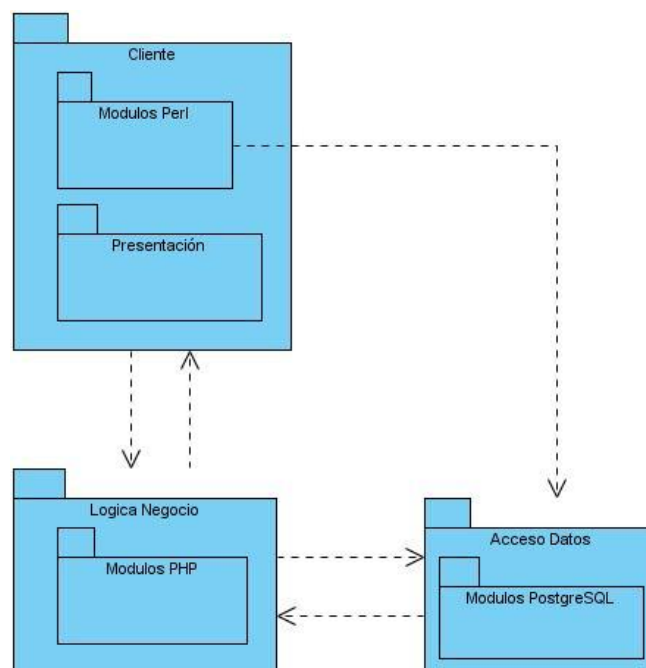 Cliente
Modulos Perl
Presentación
Logica Negocio
Modulos PHP
Acceso Datos
Modulos PostgreSQL